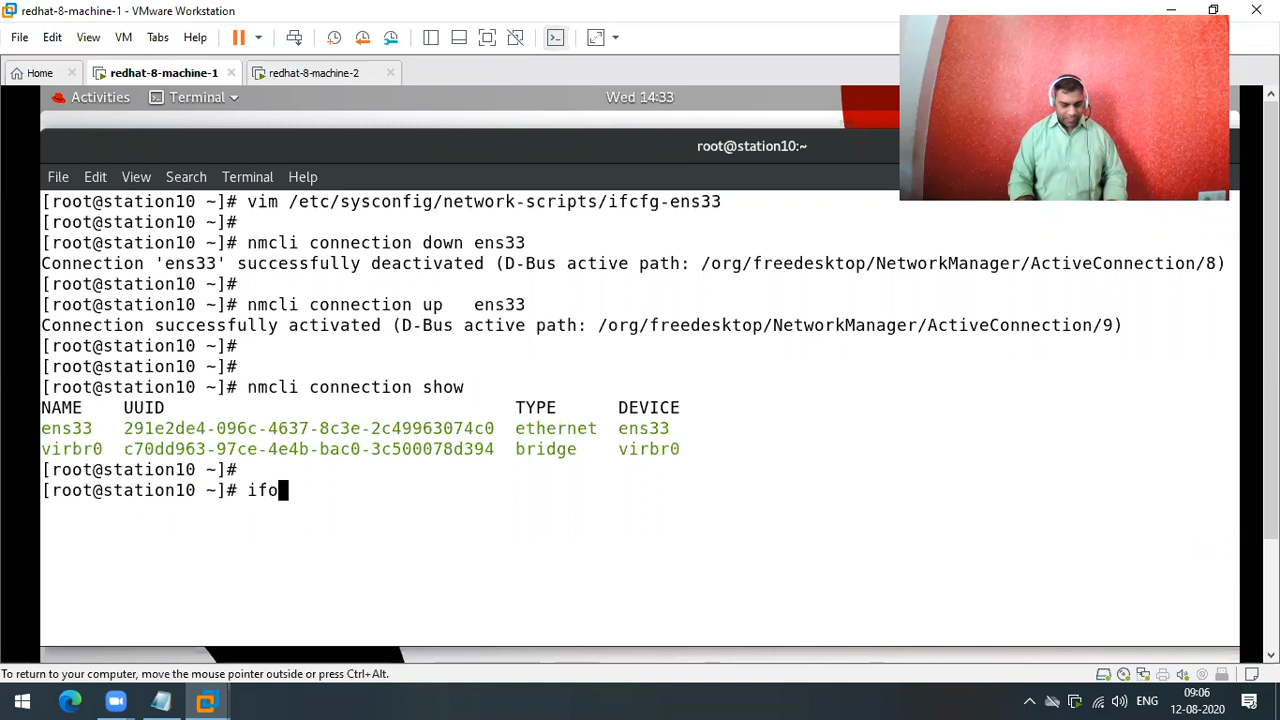 redhat-8-machine-1 - VMware Workstation
File Edit View VM Tabs Help
Home redhat-8-machine-1 redhat-8-machine-2
Activities Terminal Wed 14:33
root@station10:~
File Edit View Search Terminal Help
[root@station10 ~]# vim /etc/sysconfig/network-scripts/ifcfg-ens33
[root@station10 ~]#
[root@station10 ~]# nmcli connection down ens33
Connection 'ens33' successfully deactivated (D-Bus active path: /org/freedesktop/NetworkManager/ActiveConnection/8)
[root@station10 ~]#
[root@station10 ~]# nmcli connection up   ens33
Connection successfully activated (D-Bus active path: /org/freedesktop/NetworkManager/ActiveConnection/9)
[root@station10 ~]#
[root@station10 ~]#
[root@station10 ~]# nmcli connection show
NAME    UUID                                  TYPE      DEVICE
ens33   291e2de4-096c-4637-8c3e-2c49963074c0  ethernet  ens33
virbr0  c70dd963-97ce-4e4b-bac0-3c500078d394  bridge    virbr0
[root@station10 ~]#
[root@station10 ~]# ifo
To return to your computer, move the mouse pointer outside or press Ctrl+Alt.
ENG 09:06
12-08-2020